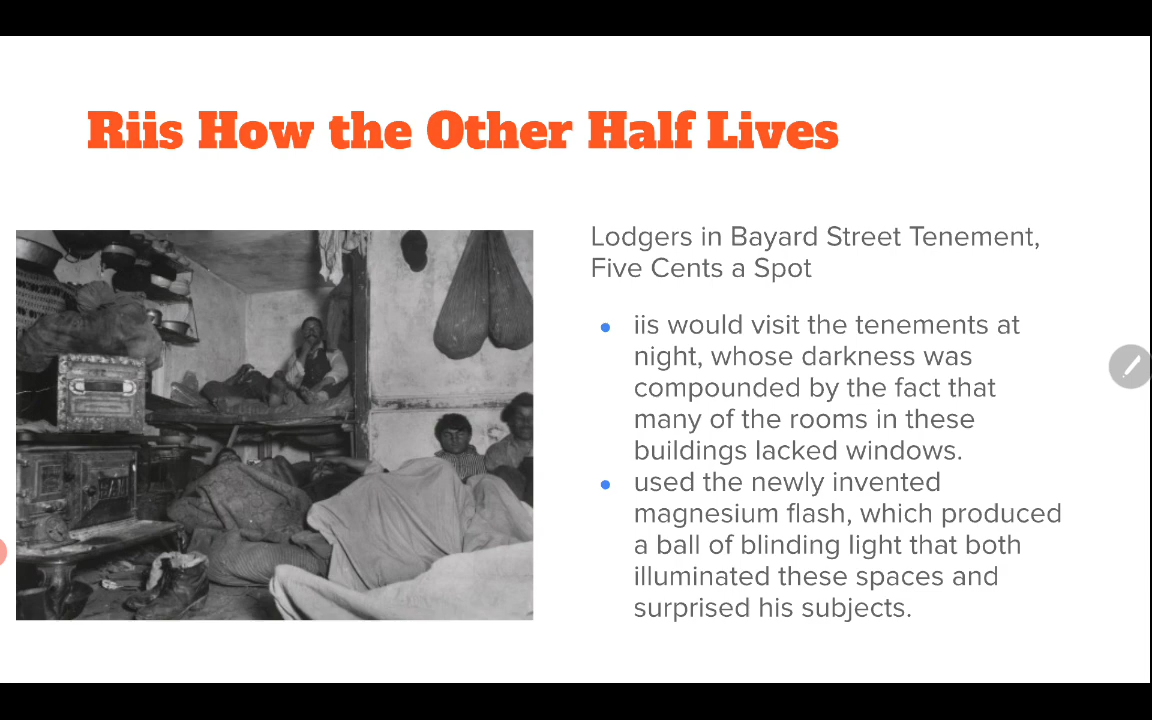 Riis How the Other Half Lives
Lodgers in Bayard Street Tenement,
Five Cents a Spot
iis would visit the tenements at
night, whose darkness was
compounded by the fact that
many of the rooms in these
buildings lacked windows.
used the newly invented
magnesium flash, which produced
a ball of blinding light that both
illuminated these spaces and
surprised his subjects.